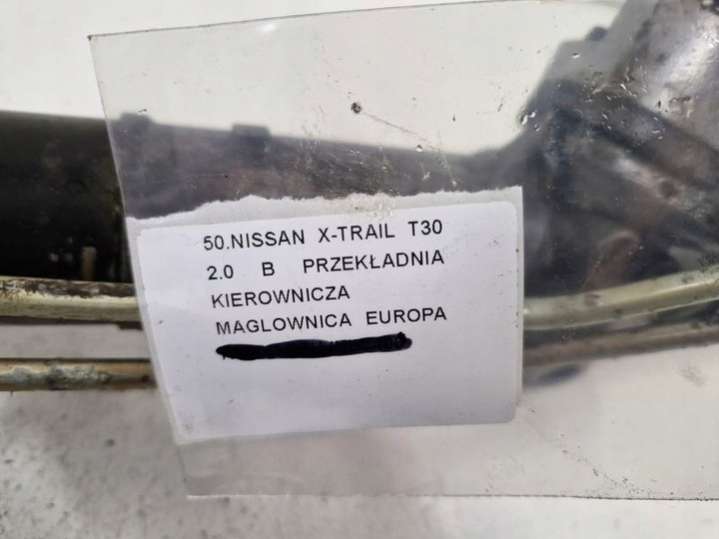 50.NISSAN X-TRAIL T30
2.0 B PRZEKŁADNIA
KIEROWNICZA
MAGLOWNICA EUROPA